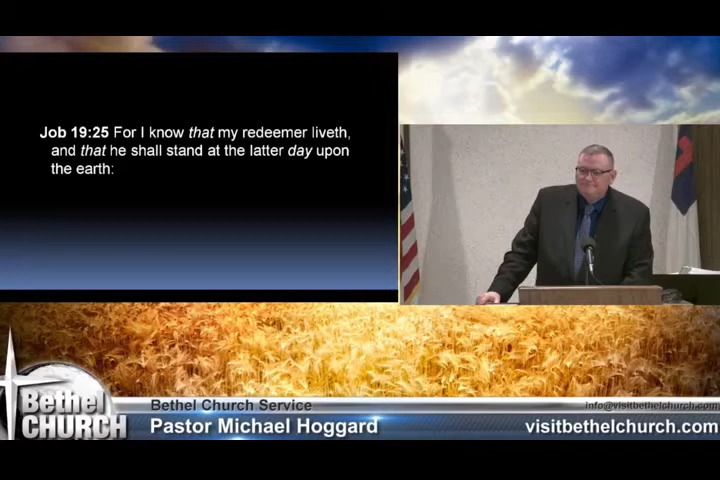 Job 19:25 For I know that my redeemer liveth,
and that he shall stand at the latter day upon
the earth:
Bethel
CHURCH
Bethel Church Service
info@visitbethelchurch.com
Pastor Michael Hoggard
visitbethelchurch.com